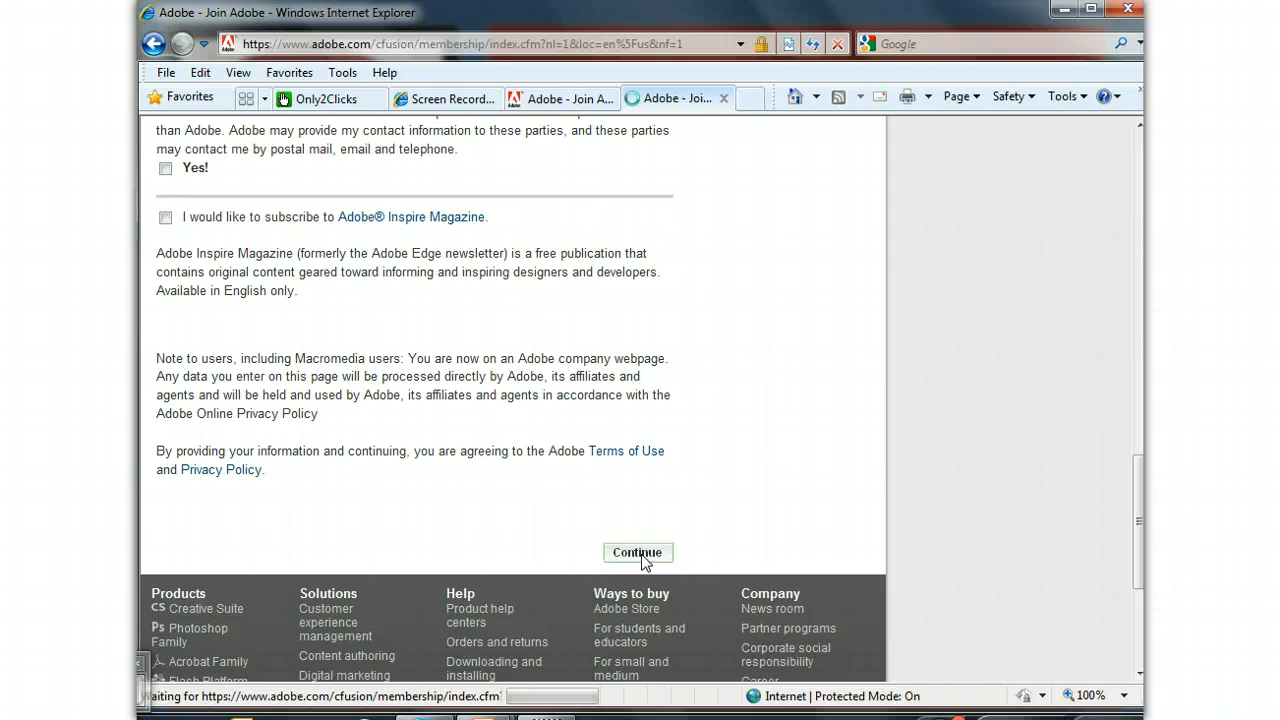 Adobe - Join Adobe - Windows Internet Explorer
https://www.adobe.com/cfusion/membership/index.cfm?nl=1&loc=en%5Fus&nf=1
Google
File Edit View Favorites Tools Help
Favorites
Only2Clicks
Screen Record...
Adobe - Join A...
Adobe - Joi...
Page
Safety
Tools
than Adobe. Adobe may provide my contact information to these parties, and these parties
may contact me by postal mail, email and telephone.
Yes!
I would like to subscribe to Adobe® Inspire Magazine.
Adobe Inspire Magazine (formerly the Adobe Edge newsletter) is a free publication that
contains original content geared toward informing and inspiring designers and developers.
Available in English only.
Note to users, including Macromedia users: You are now on an Adobe company webpage.
Any data you enter on this page will be processed directly by Adobe, its affiliates and
agents and will be held and used by Adobe, its affiliates and agents in accordance with the
Adobe Online Privacy Policy
By providing your information and continuing, you are agreeing to the Adobe Terms of Use
and Privacy Policy.
Continue
Products
CS Creative Suite
Ps Photoshop
Family
Acrobat Family
Flash Platform
Solutions
Customer
experience
management
Content authoring
Digital marketing
Help
Product help
centers
Orders and returns
Downloading and
installing
Ways to buy
Adobe Store
For students and
educators
For small and
medium
Company
News room
Partner programs
Corporate social
responsibility
Career
Waiting for https://www.adobe.com/cfusion/membership/index.cfm?
Internet | Protected Mode: On
100%